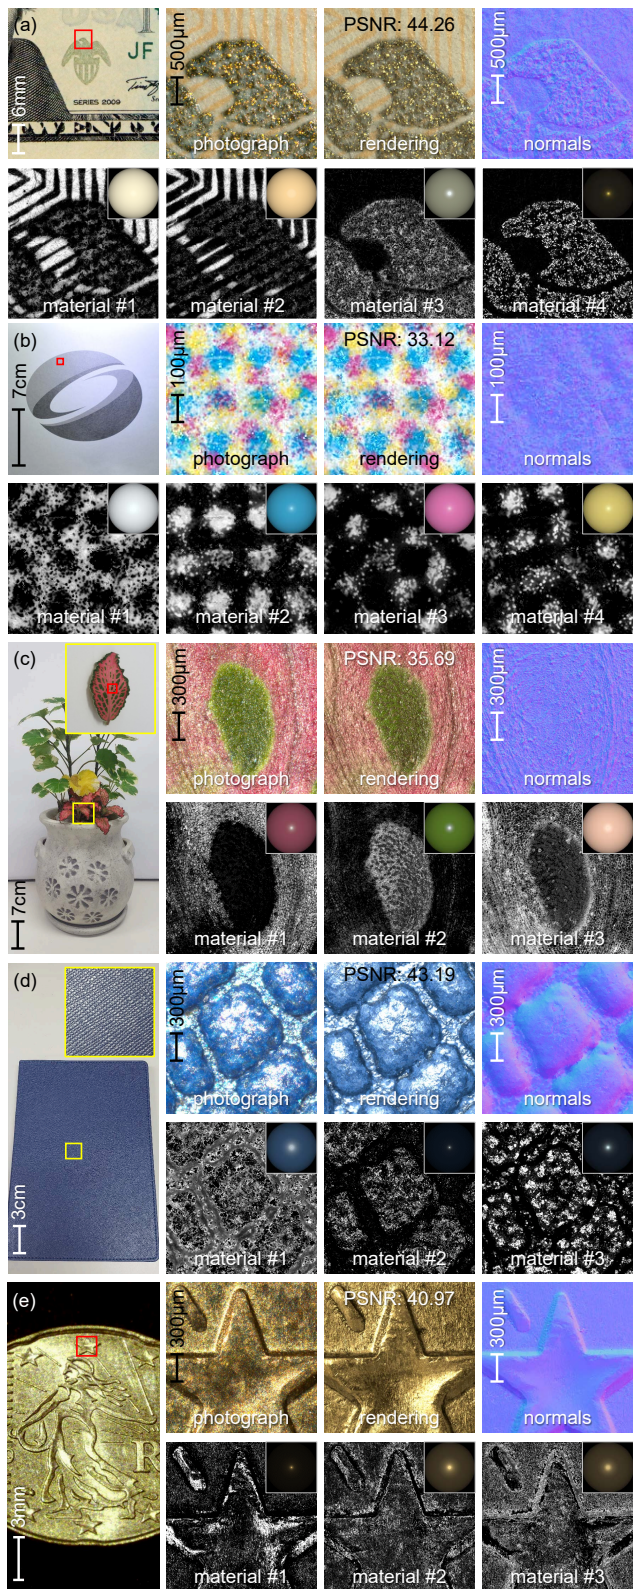 (a)
JF
SERIES 2009
6mm
500µm
photograph
PSNR: 44.26
rendering
500µm
normals
material #1
material #2
material #3
material #4
(b)
7cm
100µm
photograph
PSNR: 33.12
rendering
100µm
normals
material #1
material #2
material #3
material #4
(c)
7cm
300µm
photograph
PSNR: 35.69
rendering
300µm
normals
material #1
material #2
material #3
(d)
3cm
300µm
photograph
PSNR: 43.19
rendering
300µm
normals
material #1
material #2
material #3
(e)
R
3mm
300µm
photograph
PSNR: 40.97
rendering
300µm
normals
material #1
material #2
material #3